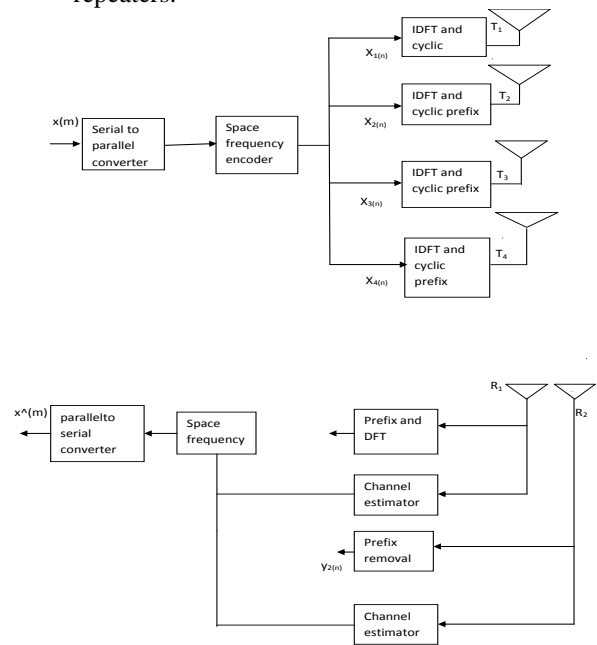 repeaters.
IDFT and
cyclic
T1
X1(n)
IDFT and
cyclic prefix
T2
X2(n)
x(m)
Serial to
parallel
converter
Space
frequency
encoder
IDFT and
cyclic prefix
T3
X3(n)
IDFT and
cyclic
prefix
T4
X4(n)
R1
R2
x^(m)
parallelto
serial
converter
Space
frequency
Prefix and
DFT
Channel
estimator
Prefix
removal
y2(n)
Channel
estimator